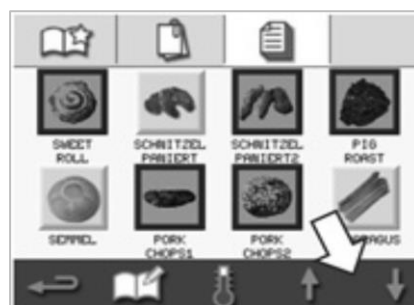 SWEET ROLL
SCHNITZEL PANIERT
SCHNITZEL PANIERT2
PIG ROAST
SEMMEL
PORK CHOPS1
PORK CHOPS2